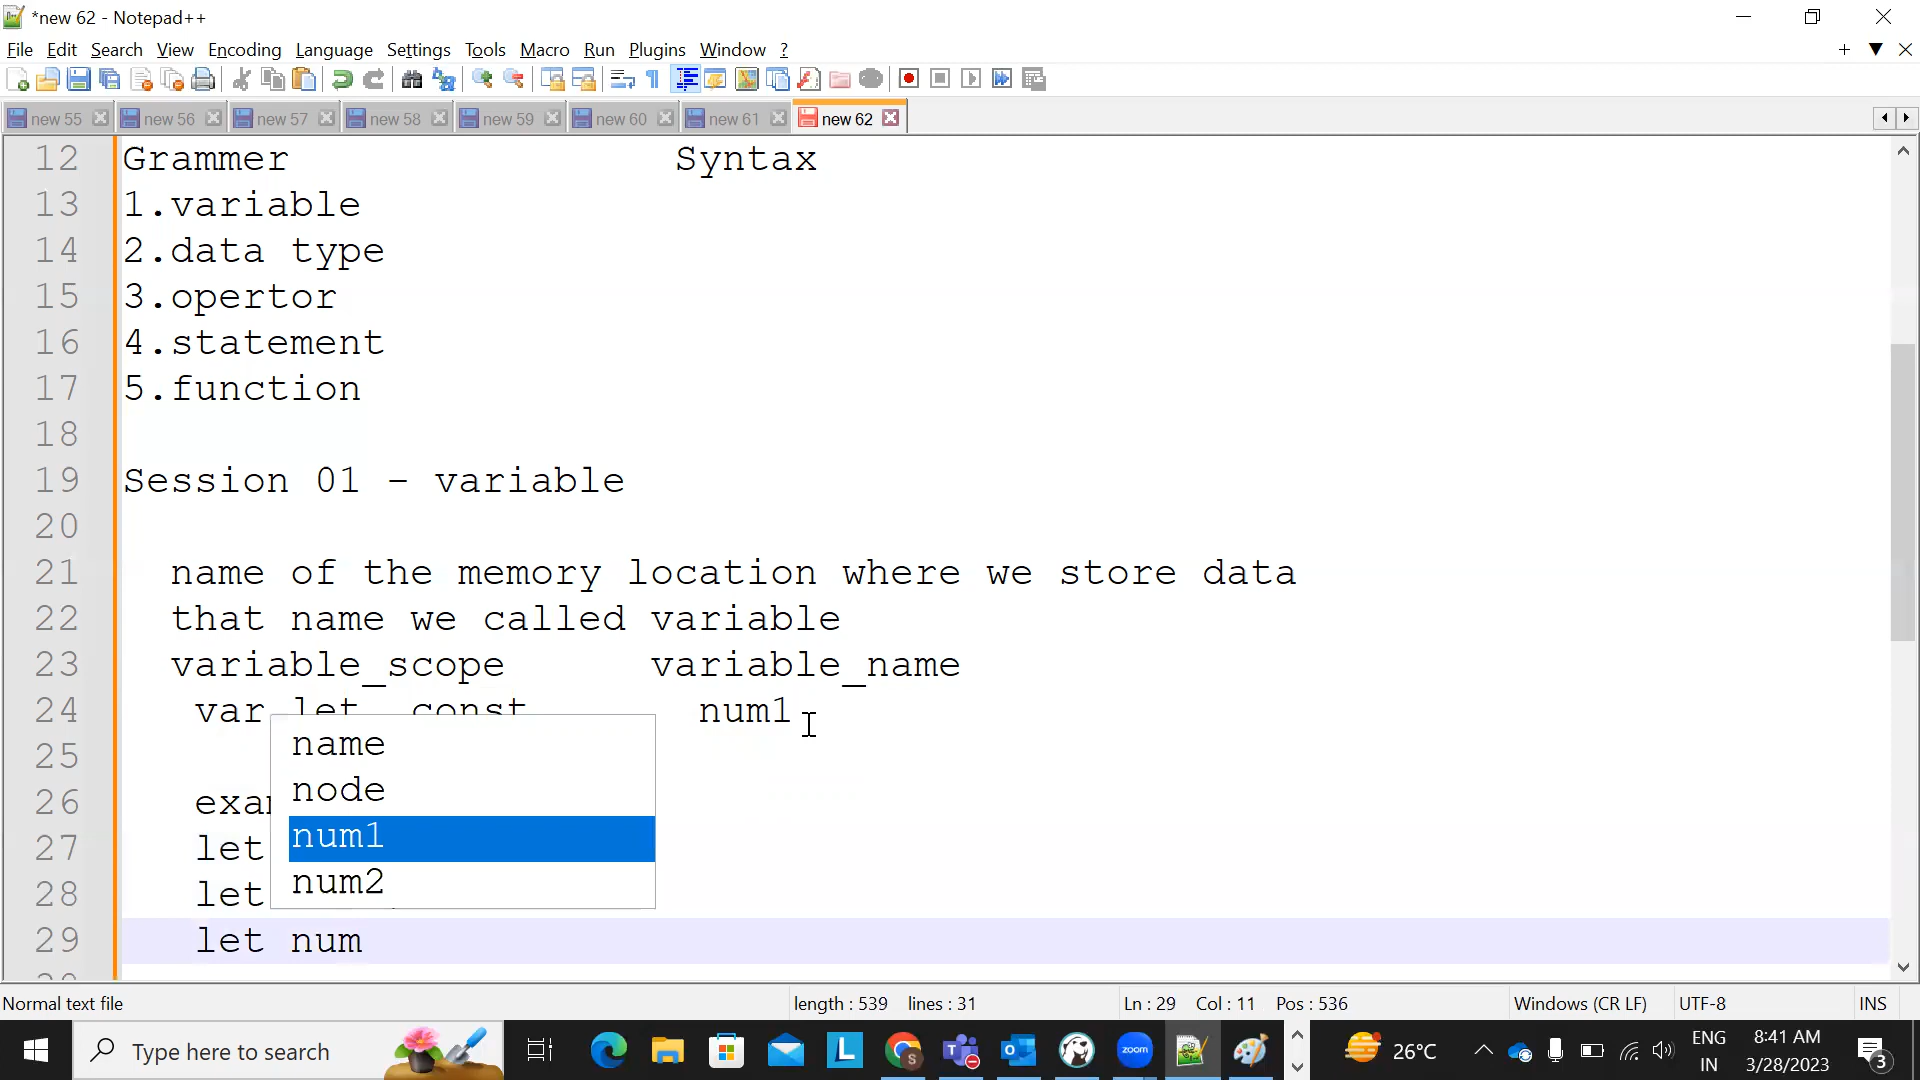 *new 62 - Notepad++
File Edit Search View Encoding Language Settings Tools Macro Run Plugins Window ?
new 55 new 56 new 57 new 58 new 59 new 60 new 61 new 62
12 Grammer Syntax
13 1.variable
14 2.data type
15 3.opertor
16 4.statement
17 5.function
18
19 Session 01 - variable
20
21 name of the memory location where we store data
22 that name we called variable
23 variable_scope variable_name
24 var let const num1
25
name
node
26
num1
27 let
num2
28 let
29 let num
Normal text file length : 539 lines : 31 Ln : 29 Col : 11 Pos : 536 Windows (CR LF) UTF-8 INS
Type here to search L S zoom 26°C ENG IN 8:41 AM 3/28/2023 3